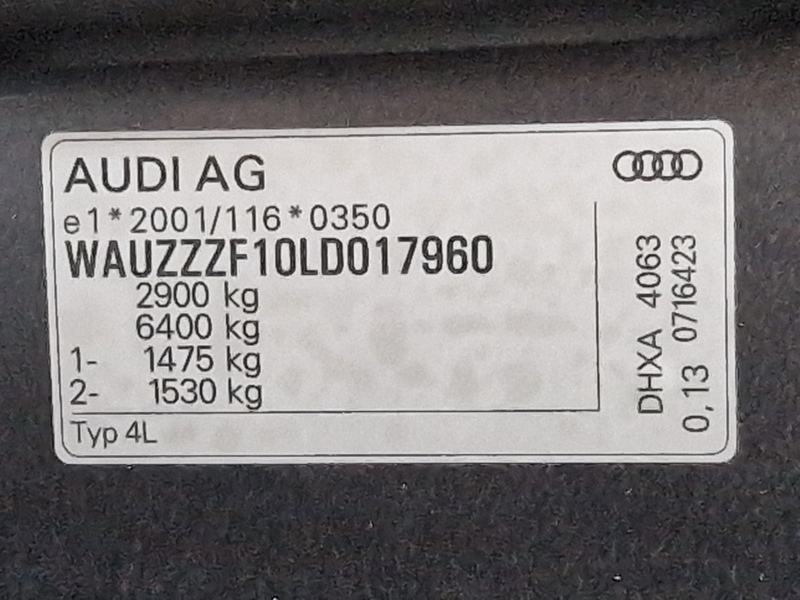 AUDI AG
e1*2001/116*0350
WAUZZZF10LD017960
2900 kg
6400 kg
1- 1475 kg
2- 1530 kg
Typ 4L
DHXA 4063
0,13 0716423